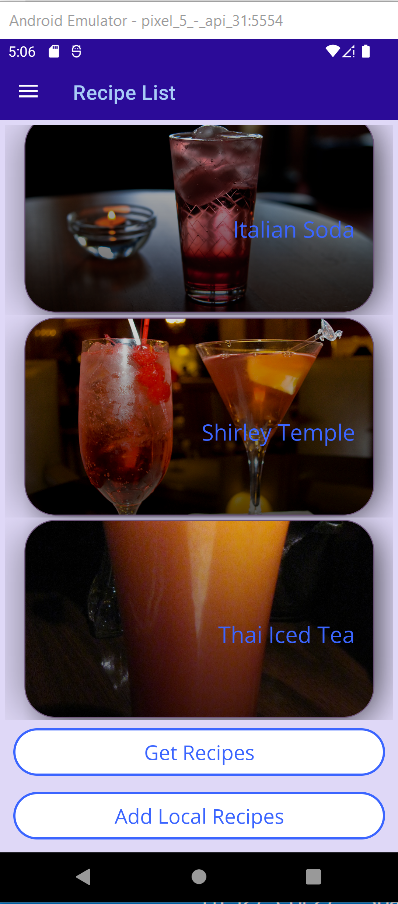 Android Emulator - pixel_5_-_api_31:5554
5:06
Recipe List
Italian Soda
Shirley Temple
Thai Iced Tea
Get Recipes
Add Local Recipes